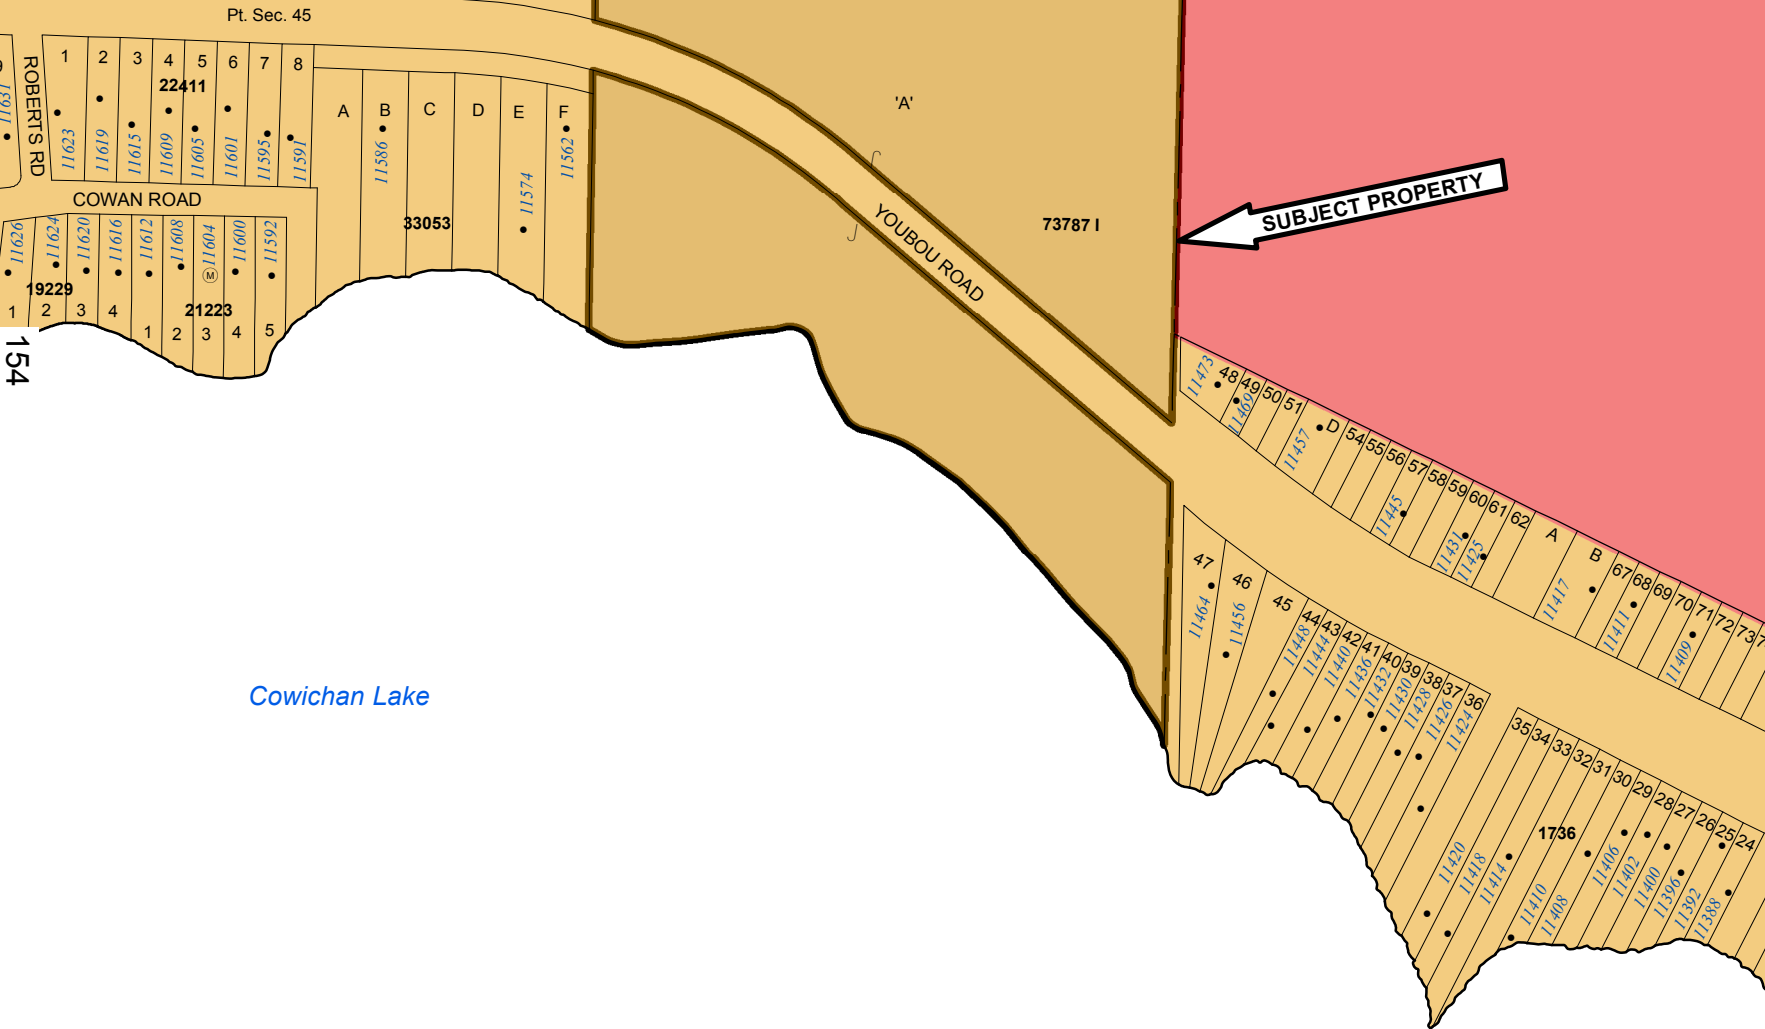 Pt. Sec. 45
ROBERTS RD
1 2 3 4 5 6 7 8
22411
11631
11623 11619 11615 11609 11605 11601 11595 11591
A B C D E F
11586 11574 11562
33053
COWAN ROAD
11626 11624 11620 11616 11612 11608 11604 11600 11592
M
19229
21223
1 2 3 4 1 2 3 4 5
154
'A'
73787 I
YOUBOU ROAD
SUBJECT PROPERTY
Cowichan Lake
48 49 50 51 D 54 55 56 57 58 59 60 61 62 A B 67 68 69 70 71 72 73
11473 11469 11457 11445 11431 11425 11417 11411 11409
47 46 45 44 43 42 41 40 39 38 37 36
11464 11456 11448 11444 11440 11436 11432 11430 11428 11426 11424
35 34 33 32 31 30 29 28 27 26 25 24
1736
11420 11418 11414 11410 11408 11406 11402 11400 11396 11392 11388